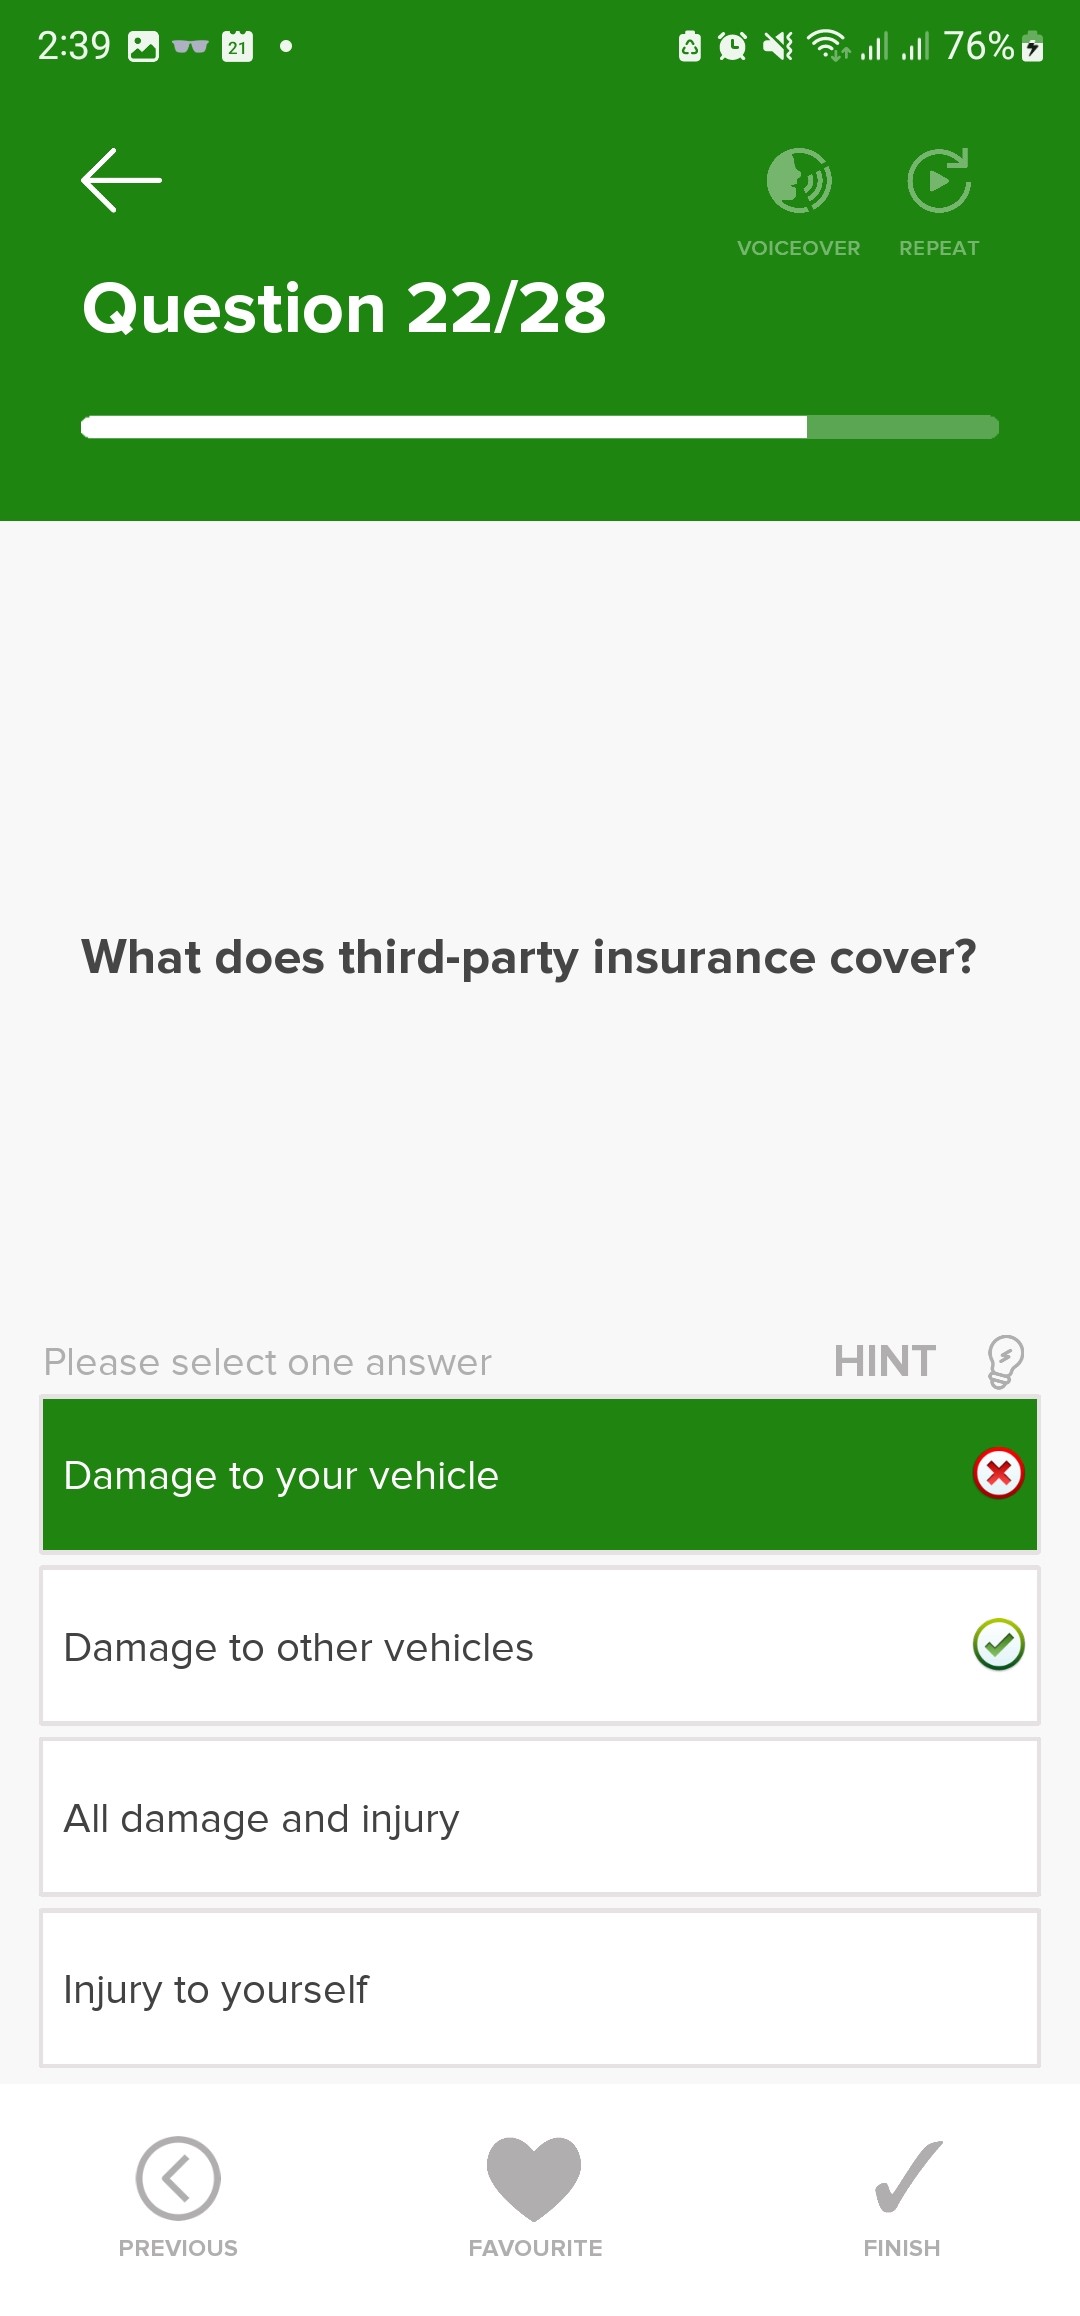 2:39 21 76%
VOICEOVER REPEAT
Question 22/28
What does third-party insurance cover?
Please select one answer HINT
Damage to your vehicle
Damage to other vehicles
All damage and injury
Injury to yourself
PREVIOUS FAVOURITE FINISH